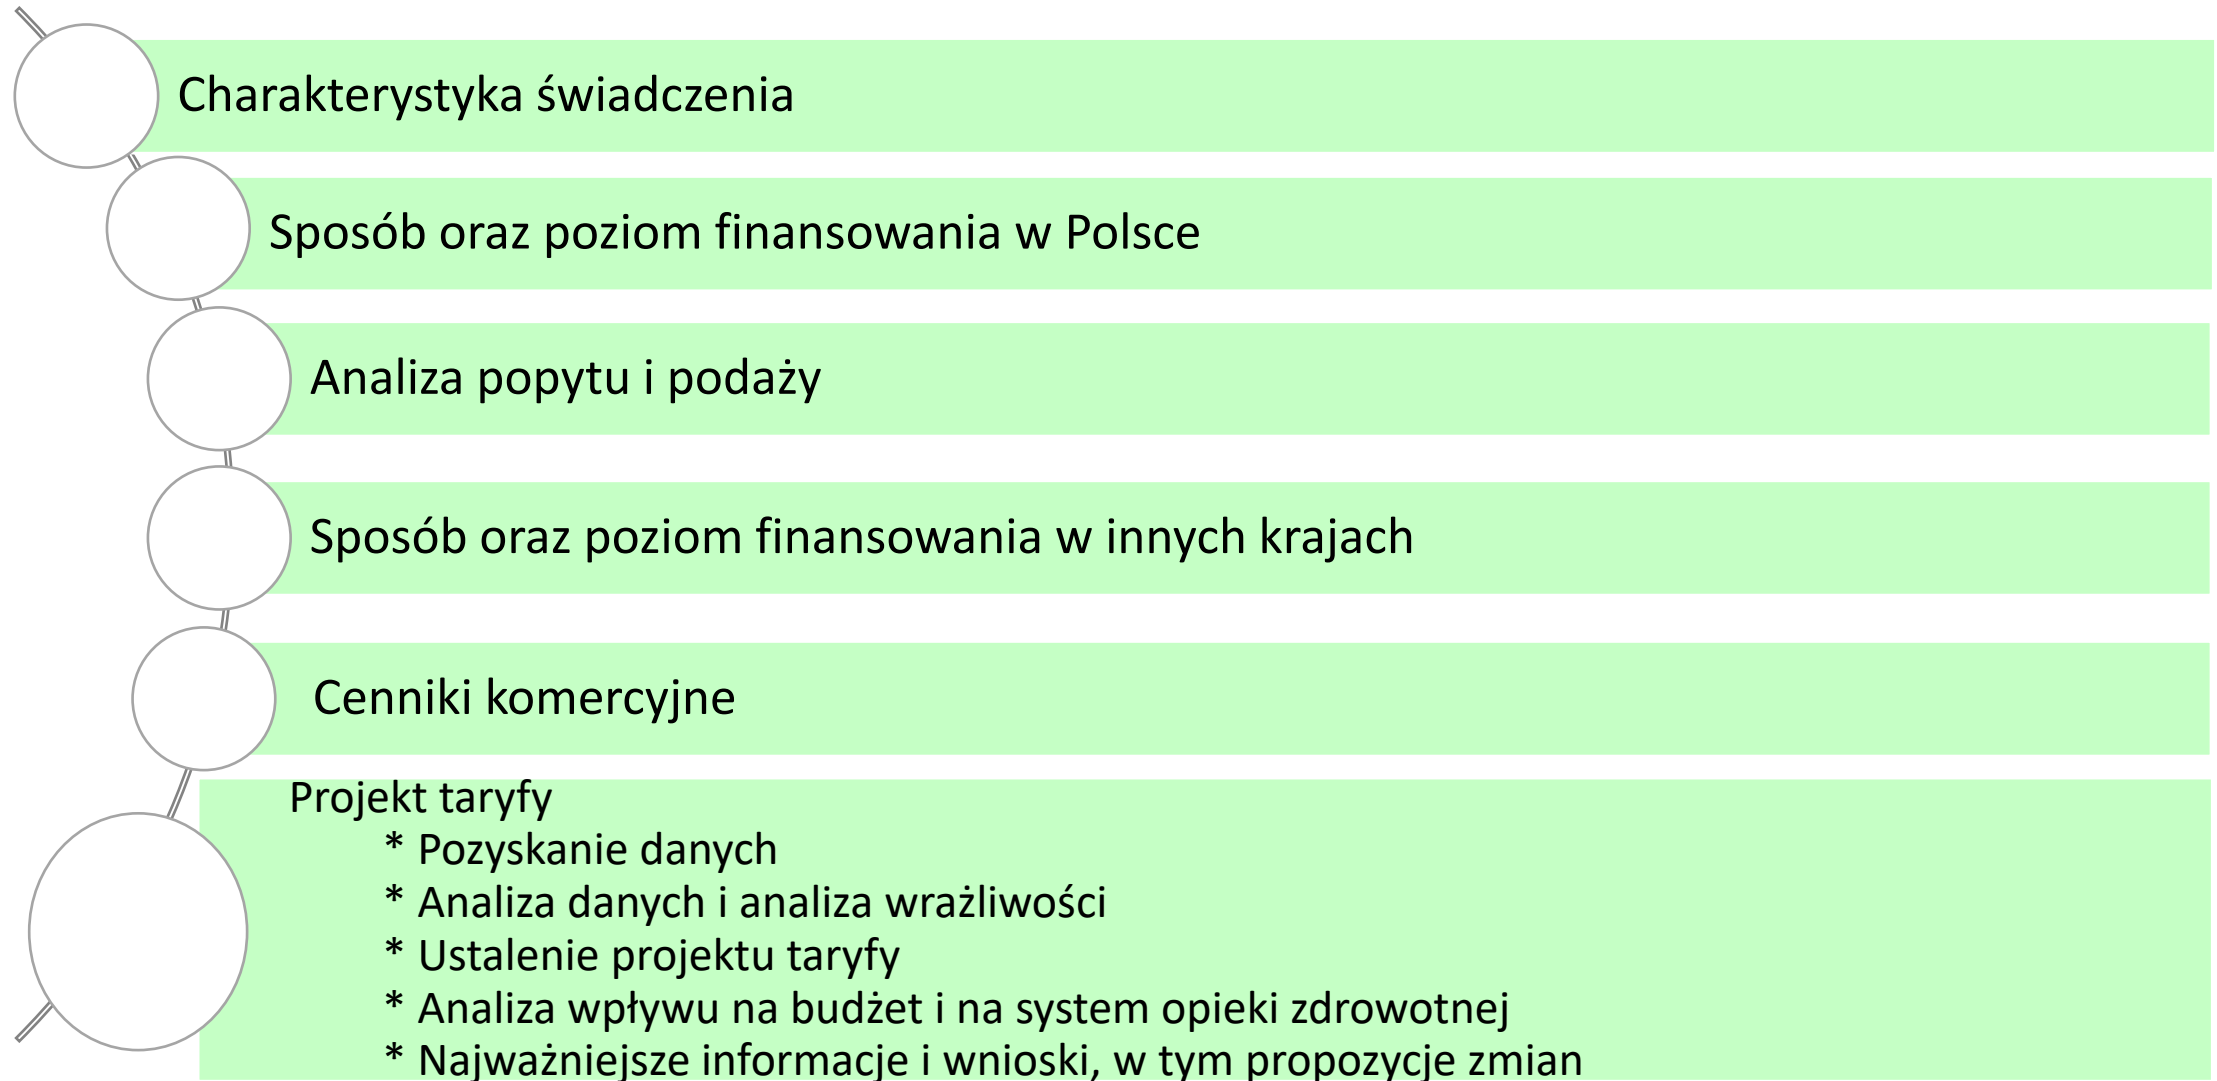 Charakterystyka świadczenia
Sposób oraz poziom finansowania w Polsce
Analiza popytu i podaży
Sposób oraz poziom finansowania w innych krajach
Cenniki komercyjne
Projekt taryfy
* Pozyskanie danych
* Analiza danych i analiza wrażliwości
* Ustalenie projektu taryfy
* Analiza wpływu na budżet i na system opieki zdrowotnej
* Najważniejsze informacje i wnioski, w tym propozycje zmian